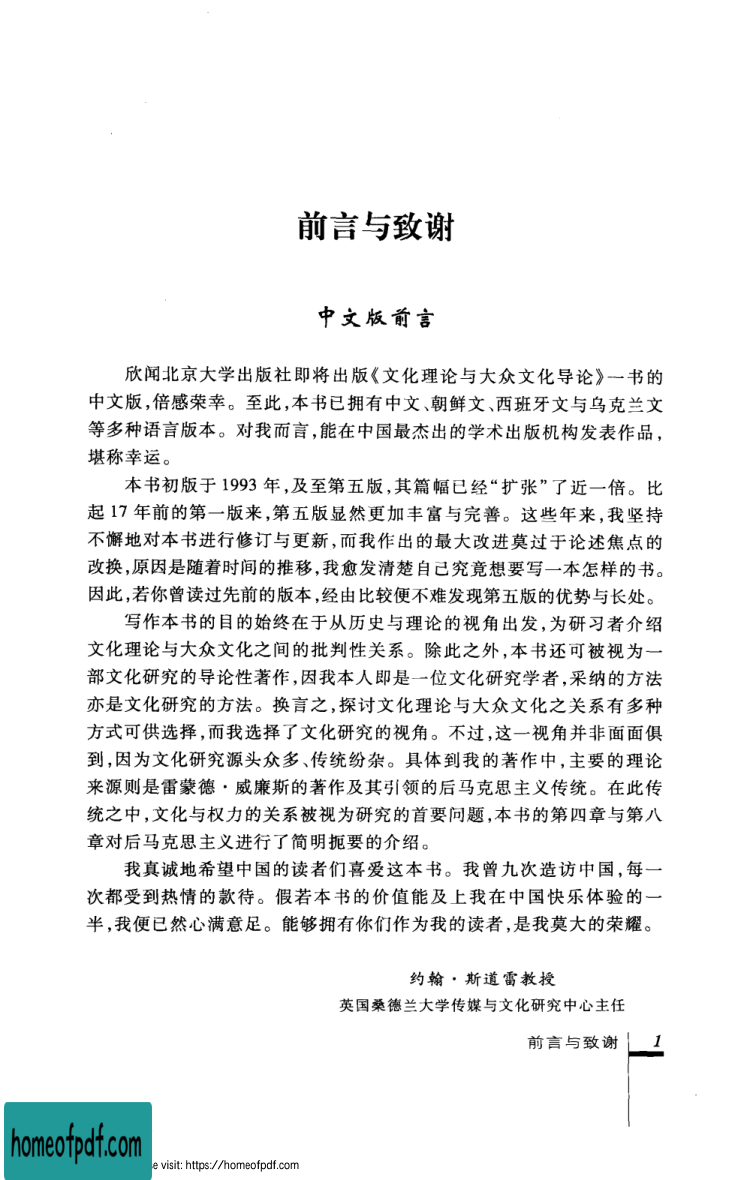 前言与致谢
中文版前言
欣闻北京大学出版社即将出版《文化理论与大众文化导论》一书的
中文版,倍感荣幸。至此,本书已拥有中文、朝鲜文、西班牙文与乌克兰文
等多种语言版本。对我而言,能在中国最杰出的学术出版机构发表作品,
堪称幸运。
本书初版于 1993 年,及至第五版,其篇幅已经“扩张”了近一倍。比
起 17 年前的第一版来,第五版显然更加丰富与完善。这些年来,我坚持
不懈地对本书进行修订与更新,而我作出的最大改进莫过于论述焦点的
改换,原因是随着时间的推移,我愈发清楚自己究竟想要写一本怎样的书。
因此,若你曾读过先前的版本,经由比较便不难发现第五版的优势与长处。
写作本书的目的始终在于从历史与理论的视角出发,为研习者介绍
文化理论与大众文化之间的批判性关系。除此之外,本书还可被视为一
部文化研究的导论性著作,因我本人即是一位文化研究学者,采纳的方法
亦是文化研究的方法。换言之,探讨文化理论与大众文化之关系有多种
方式可供选择,而我选择了文化研究的视角。不过,这一视角并非面面俱
到,因为文化研究源头众多、传统纷杂。具体到我的著作中,主要的理论
来源则是雷蒙德·威廉斯的著作及其引领的后马克思主义传统。在此传
统之中,文化与权力的关系被视为研究的首要问题,本书的第四章与第八
章对后马克思主义进行了简明扼要的介绍。
我真诚地希望中国的读者们喜爱这本书。我曾九次造访中国,每一
次都受到热情的款待。假若本书的价值能及上我在中国快乐体验的一
半,我便已然心满意足。能够拥有你们作为我的读者,是我莫大的荣耀。
约翰·斯道雷教授
英国桑德兰大学传媒与文化研究中心主任
前言与致谢 1
homeofpdf.com
e visit: https://homeofpdf.com